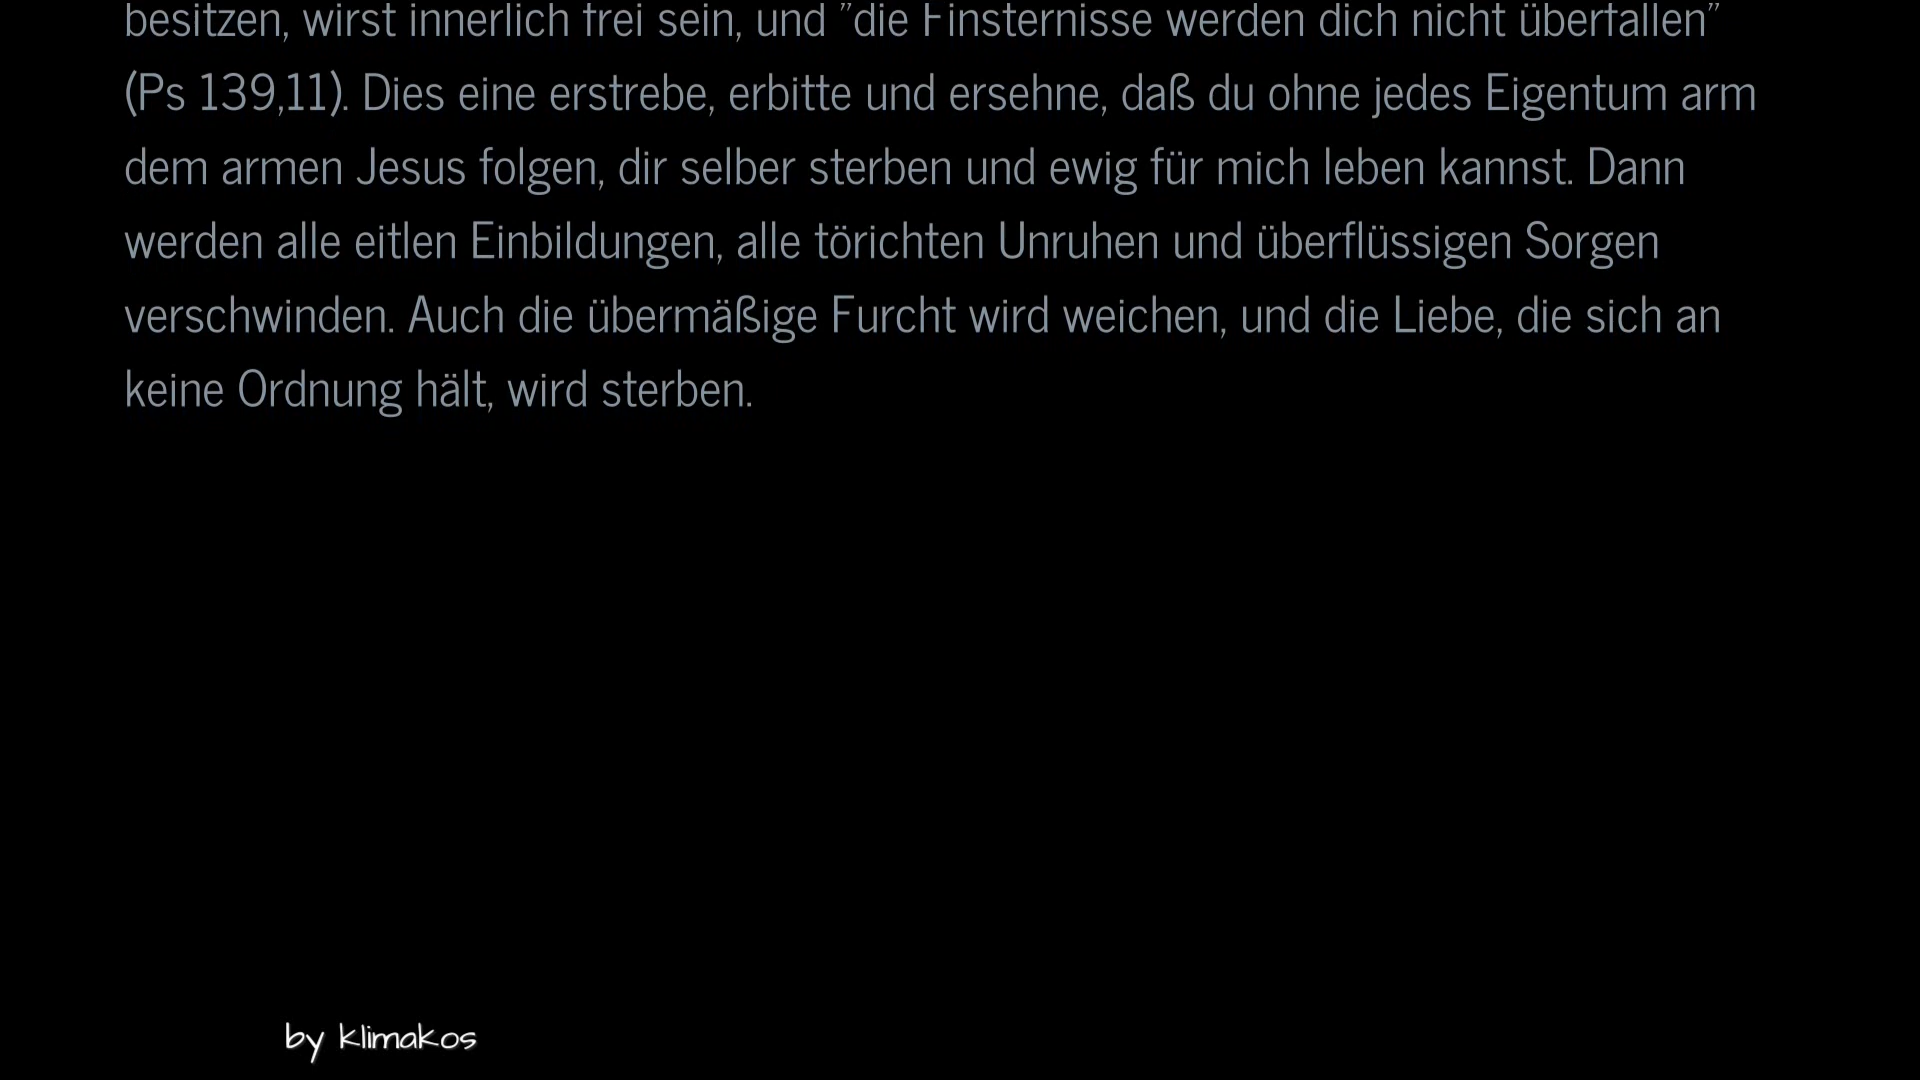 besitzen, wirst innerlich frei sein, und "die Finsternisse werden dich nicht überfallen"
(Ps 139,11). Dies eine erstrebe, erbitte und ersehne, daß du ohne jedes Eigentum arm
dem armen Jesus folgen, dir selber sterben und ewig für mich leben kannst. Dann
werden alle eitlen Einbildungen, alle törichten Unruhen und überflüssigen Sorgen
verschwinden. Auch die übermäßige Furcht wird weichen, und die Liebe, die sich an
keine Ordnung hält, wird sterben.
by klimakos